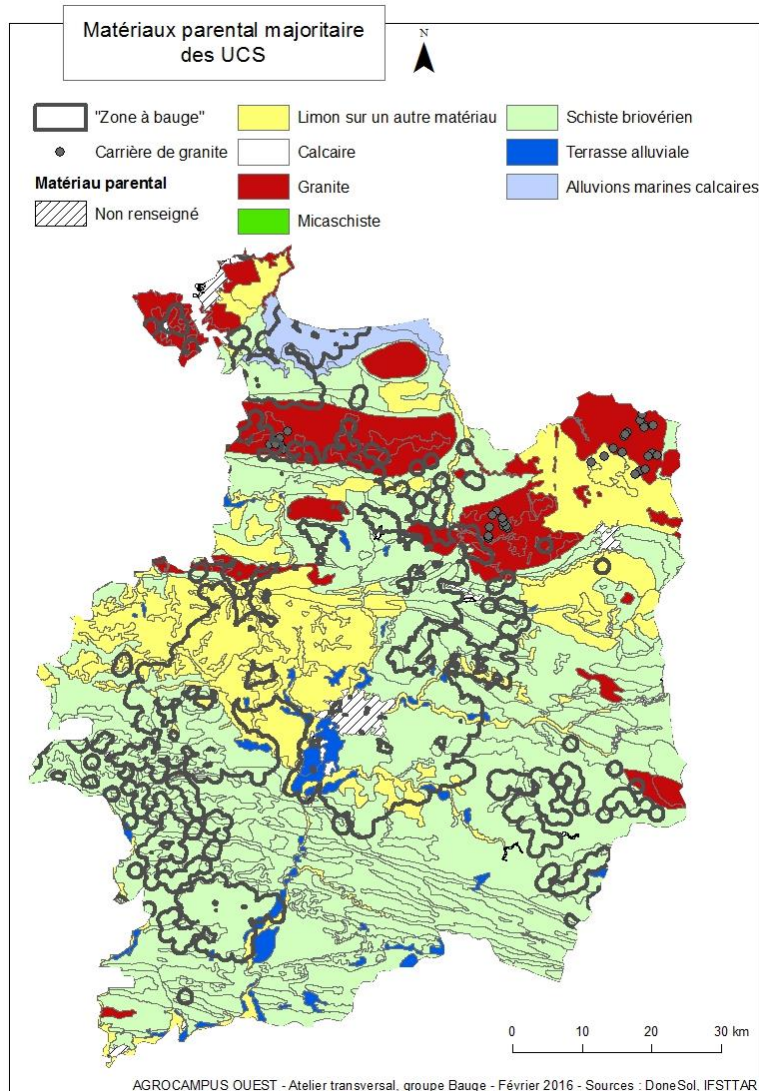 Matériaux parental majoritaire
des UCS
N
"Zone à bauge"
Carrière de granite
Matériau parental
Non renseigné
Limon sur un autre matériau
Calcaire
Granite
Micaschiste
Schiste briovérien
Terrasse alluviale
Alluvions marines calcaires
0 10 20 30 km
AGROCAMPUS OUEST - Atelier transversal, groupe Bauge - Février 2016 - Sources : DoneSol, IFSTTAR